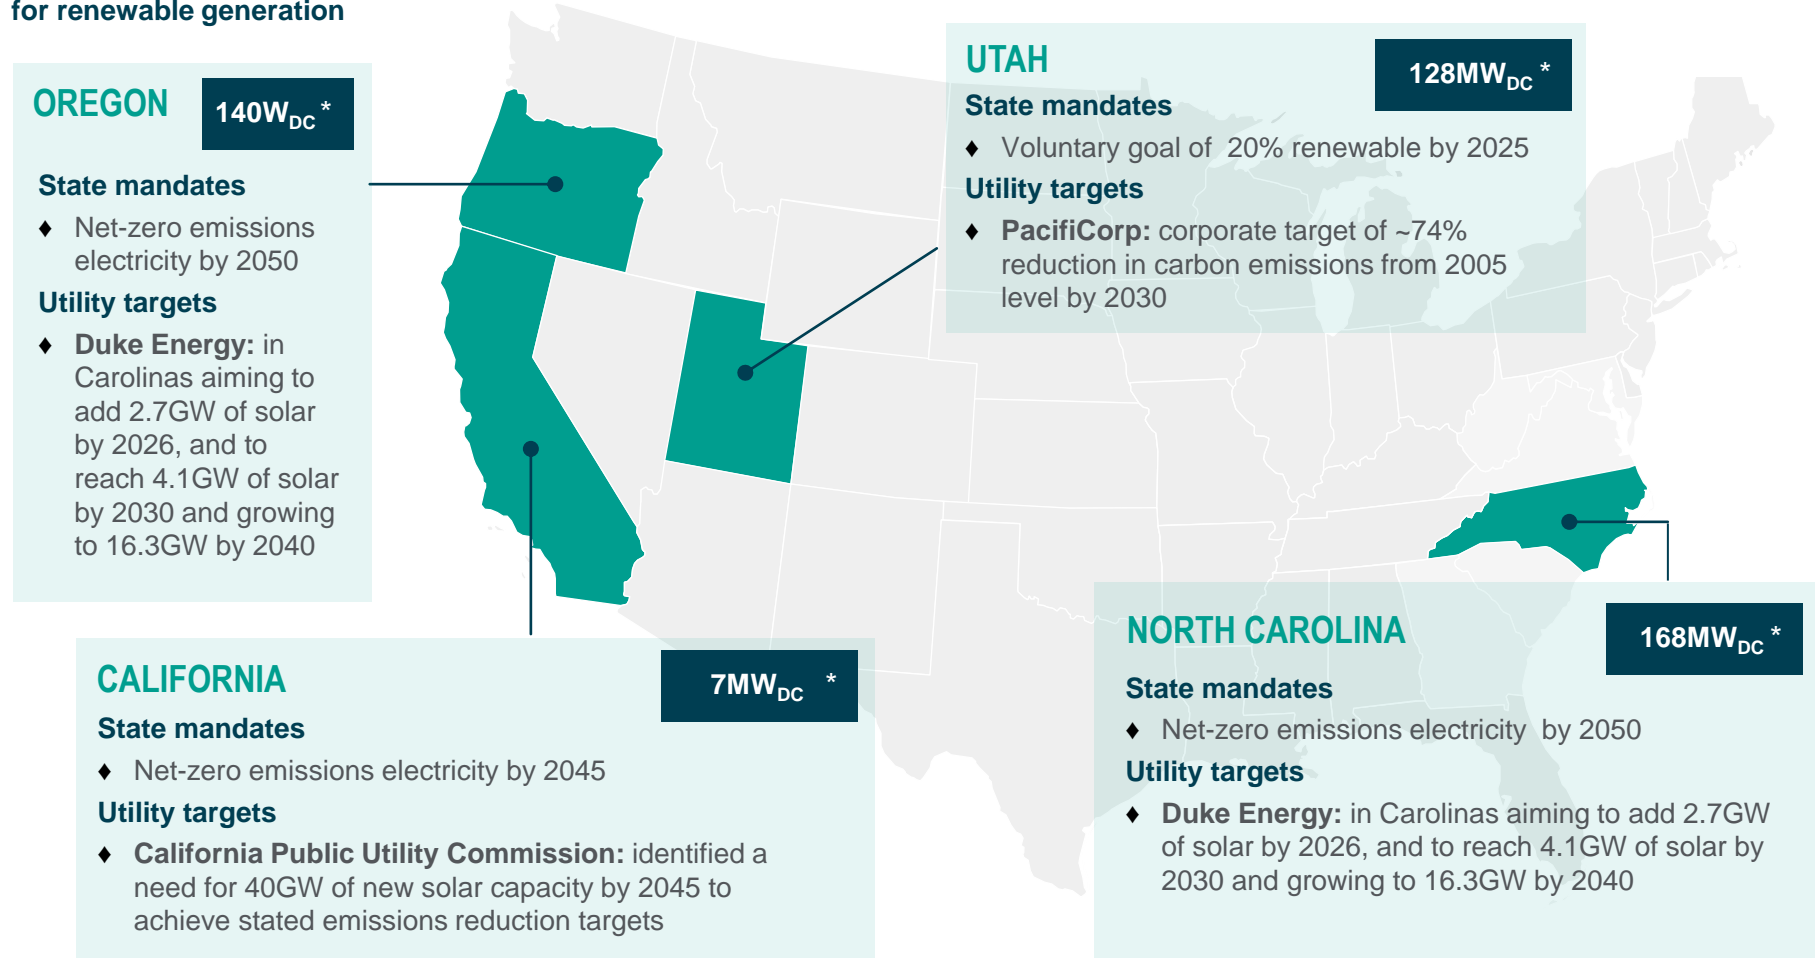 for renewable generation
OREGON
140W_DC *
State mandates
♦ Net-zero emissions
electricity by 2050
Utility targets
♦ Duke Energy: in
Carolinas aiming to
add 2.7GW of solar
by 2026, and to
reach 4.1GW of solar
by 2030 and growing
to 16.3GW by 2040
UTAH
128MW_DC *
State mandates
♦ Voluntary goal of 20% renewable by 2025
Utility targets
♦ PacifiCorp: corporate target of ~74%
reduction in carbon emissions from 2005
level by 2030
CALIFORNIA
7MW_DC *
State mandates
♦ Net-zero emissions electricity by 2045
Utility targets
♦ California Public Utility Commission: identified a
need for 40GW of new solar capacity by 2045 to
achieve stated emissions reduction targets
NORTH CAROLINA
168MW_DC *
State mandates
♦ Net-zero emissions electricity by 2050
Utility targets
♦ Duke Energy: in Carolinas aiming to add 2.7GW
of solar by 2026, and to reach 4.1GW of solar by
2030 and growing to 16.3GW by 2040